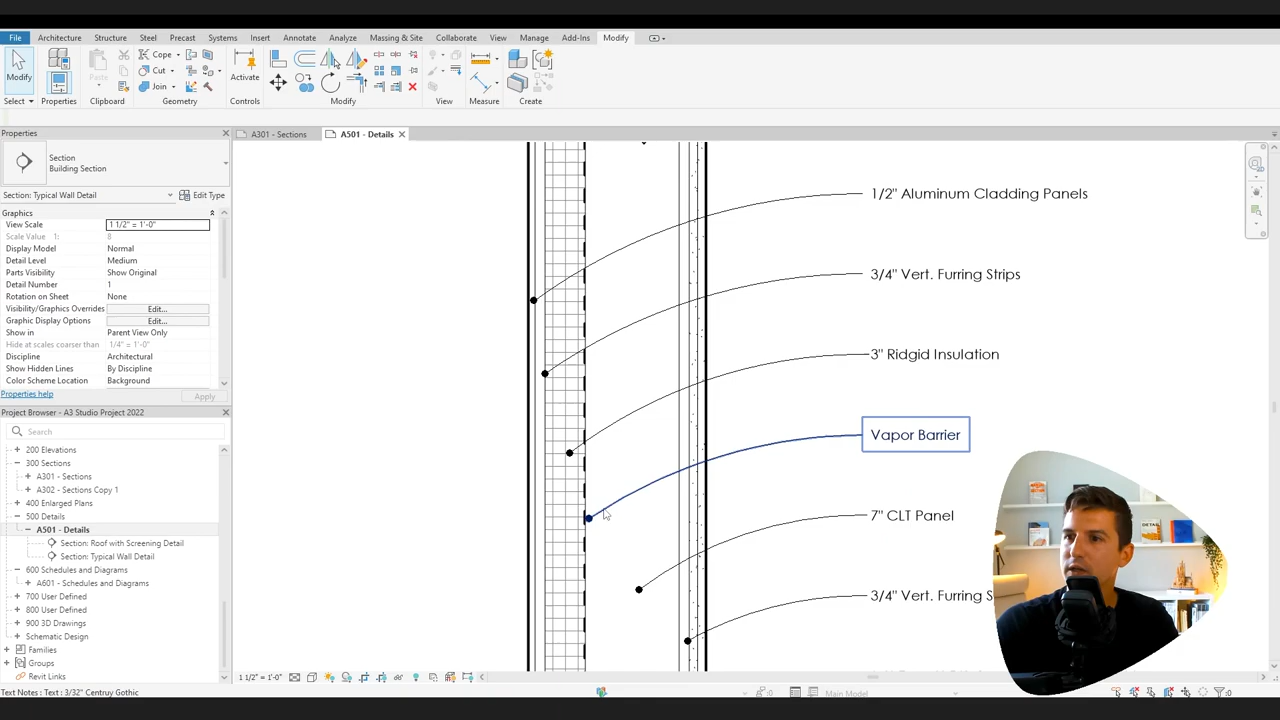 File Architecture Structure Steel Precast Systems Insert Annotate Analyze Massing & Site Collaborate View Manage Add-Ins Modify
Cope
Cut
Join
Modify
Properties
Paste
Activate
Select Properties Clipboard Geometry Controls Modify View Measure Create
Properties
A301 - Sections
A501 - Details
Section
Building Section
Section: Typical Wall Detail
Edit Type
Graphics
View Scale 1 1/2" = 1'-0"
Scale Value 1: 8
Display Model Normal
Detail Level Medium
Parts Visibility Show Original
Detail Number 1
Rotation on Sheet None
Visibility/Graphics Overrides Edit...
Graphic Display Options Edit...
Show in Parent View Only
Hide at scales coarser than 1/4" = 1'-0"
Discipline Architectural
Show Hidden Lines By Discipline
Color Scheme Location Background
Properties help
Apply
Project Browser - A3 Studio Project 2022
Search
200 Elevations
300 Sections
A301 - Sections
A302 - Sections Copy 1
400 Enlarged Plans
500 Details
A501 - Details
Section: Roof with Screening Detail
Section: Typical Wall Detail
600 Schedules and Diagrams
A601 - Schedules and Diagrams
700 User Defined
800 User Defined
900 3D Drawings
Schematic Design
Families
Groups
Revit Links
1/2" Aluminum Cladding Panels
3/4" Vert. Furring Strips
3" Ridgid Insulation
Vapor Barrier
7" CLT Panel
3/4" Vert. Furring S
1 1/2" = 1'-0"
Text Notes : Text : 3/32" Centruy Gothic
:0
Main Model
:0